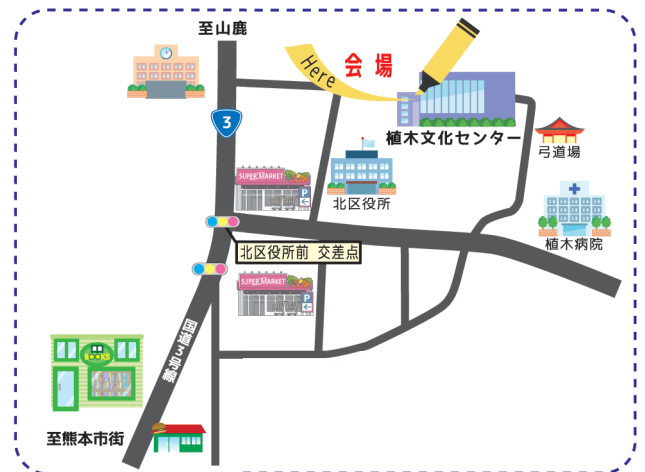 至山鹿
Here
会場
植木文化センター
3
弓道場
SUPER MARKET
P
北区役所
植木病院
北区役所前 交差点
SUPER MARKET
P
国道3号線
BOOKS
至熊本市街